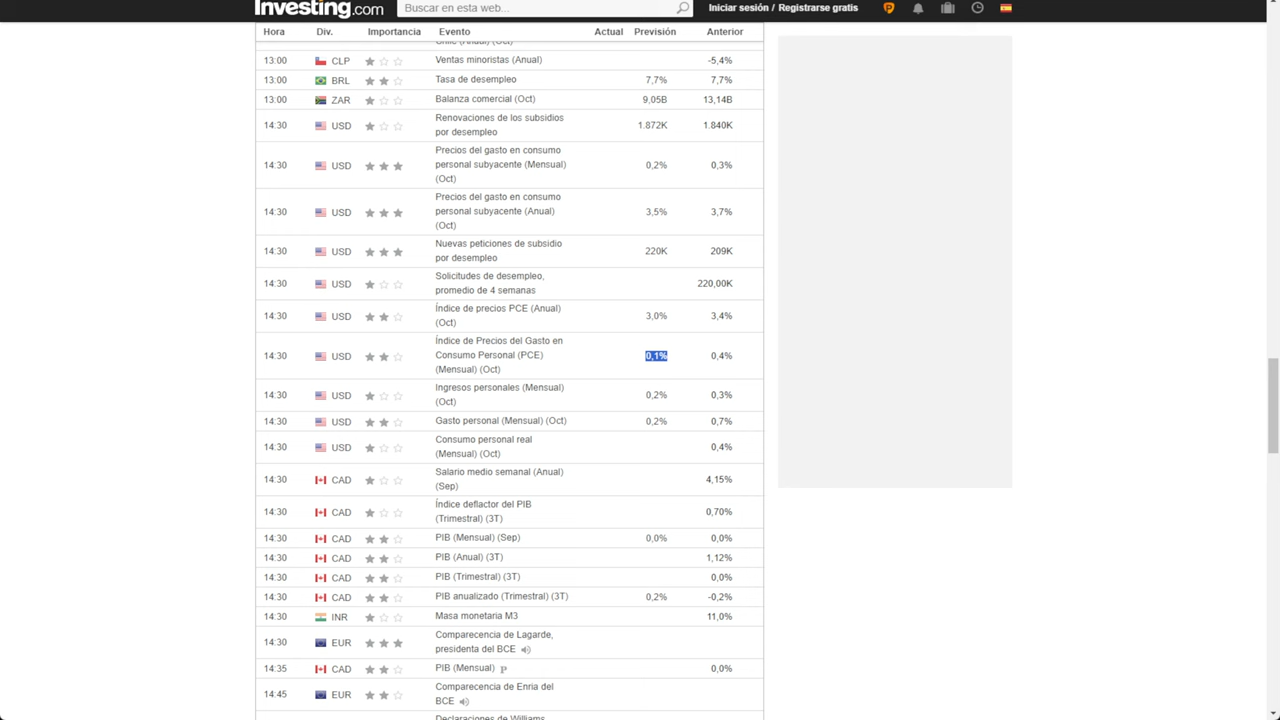 Investing.com Buscar en esta web... Iniciar sesión / Registrarse gratis
Hora Div. Importancia Evento Actual Previsión Anterior
Chile (Anual) (Oct)
13:00 CLP Ventas minoristas (Anual) -5,4%
13:00 BRL Tasa de desempleo 7,7% 7,7%
13:00 ZAR Balanza comercial (Oct) 9,05B 13,14B
14:30 USD Renovaciones de los subsidios 1.872K 1.840K
por desempleo
Precios del gasto en consumo
14:30 USD personal subyacente (Mensual) 0,2% 0,3%
(Oct)
Precios del gasto en consumo
14:30 USD personal subyacente (Anual) 3,5% 3,7%
(Oct)
14:30 USD Nuevas peticiones de subsidio 220K 209K
por desempleo
14:30 USD Solicitudes de desempleo, 220,00K
promedio de 4 semanas
14:30 USD Índice de precios PCE (Anual) 3,0% 3,4%
(Oct)
Índice de Precios del Gasto en
14:30 USD Consumo Personal (PCE) 0,1% 0,4%
(Mensual) (Oct)
14:30 USD Ingresos personales (Mensual) 0,2% 0,3%
(Oct)
14:30 USD Gasto personal (Mensual) (Oct) 0,2% 0,7%
14:30 USD Consumo personal real 0,4%
(Mensual) (Oct)
14:30 CAD Salario medio semanal (Anual) 4,15%
(Sep)
14:30 CAD Índice deflactor del PIB 0,70%
(Trimestral) (3T)
14:30 CAD PIB (Mensual) (Sep) 0,0% 0,0%
14:30 CAD PIB (Anual) (3T) 1,12%
14:30 CAD PIB (Trimestral) (3T) 0,0%
14:30 CAD PIB anualizado (Trimestral) (3T) 0,2% -0,2%
14:30 INR Masa monetaria M3 11,0%
14:30 EUR Comparecencia de Lagarde,
presidenta del BCE
14:35 CAD PIB (Mensual) P 0,0%
14:45 EUR Comparecencia de Enria del
BCE
Declaraciones de Williams,